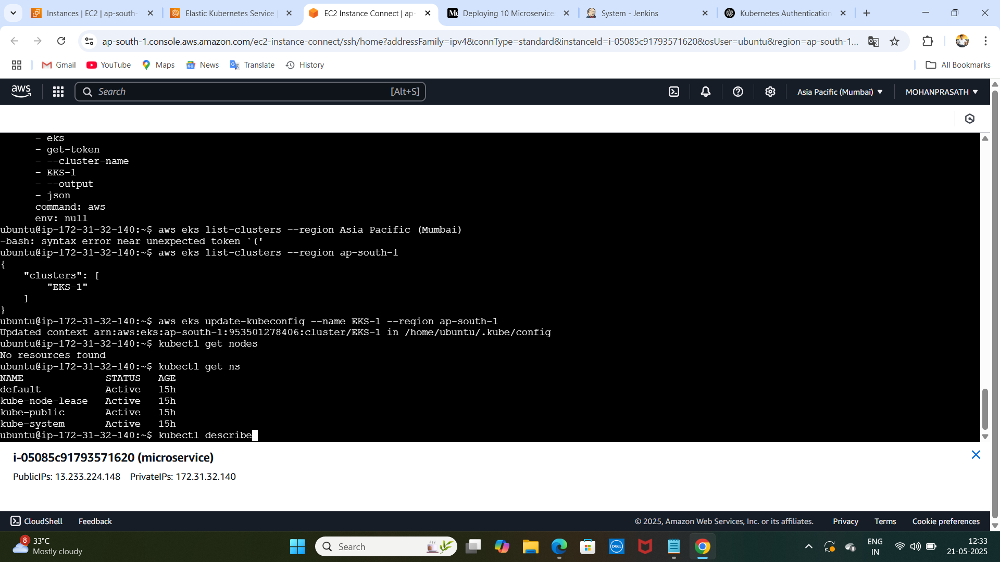 Instances | EC2 | ap-south-
Elastic Kubernetes Service |
EC2 Instance Connect | ap-
Deploying 10 Microservice
System - Jenkins
Kubernetes Authentication
ap-south-1.console.aws.amazon.com/ec2-instance-connect/ssh/home?addressFamily=ipv4&connType=standard&instanceId=i-05085c91793571620&osUser=ubuntu&region=ap-south-1...
Gmail YouTube Maps News Translate History All Bookmarks
aws Search [Alt+S] Asia Pacific (Mumbai) MOHANPRASATH
- eks
- get-token
- --cluster-name
- EKS-1
- --output
- json
command: aws
env: null
ubuntu@ip-172-31-32-140:~$ aws eks list-clusters --region Asia Pacific (Mumbai)
-bash: syntax error near unexpected token `('
ubuntu@ip-172-31-32-140:~$ aws eks list-clusters --region ap-south-1
{
"clusters": [
"EKS-1"
]
}
ubuntu@ip-172-31-32-140:~$ aws eks update-kubeconfig --name EKS-1 --region ap-south-1
Updated context arn:aws:eks:ap-south-1:953501278406:cluster/EKS-1 in /home/ubuntu/.kube/config
ubuntu@ip-172-31-32-140:~$ kubectl get nodes
No resources found
ubuntu@ip-172-31-32-140:~$ kubectl get ns
NAME STATUS AGE
default Active 15h
kube-node-lease Active 15h
kube-public Active 15h
kube-system Active 15h
ubuntu@ip-172-31-32-140:~$ kubectl describe
i-05085c91793571620 (microservice)
PublicIPs: 13.233.224.148 PrivateIPs: 172.31.32.140
CloudShell Feedback © 2025, Amazon Web Services, Inc. or its affiliates. Privacy Terms Cookie preferences
8 33°C
Mostly cloudy
Search
DELL
ENG
IN
12:33
21-05-2025